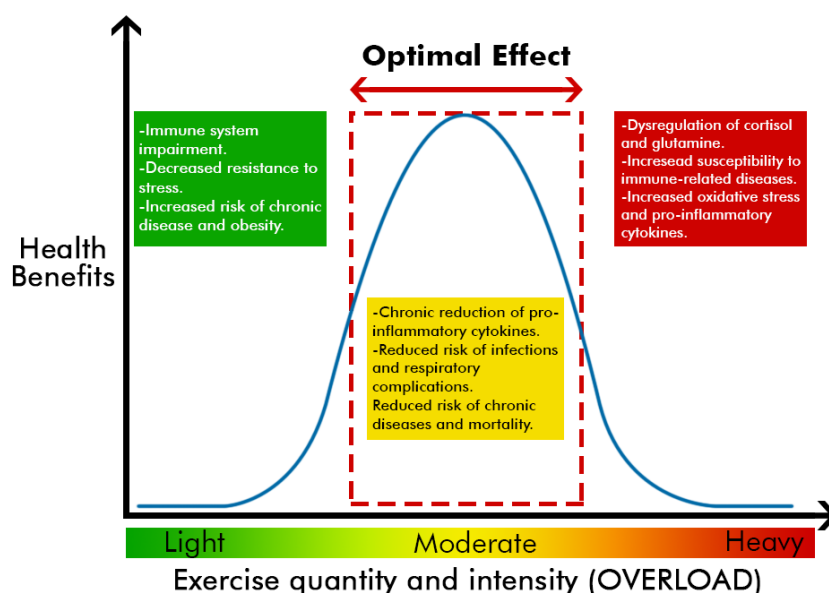 Optimal Effect
-Immune system
impairment.
-Decreased resistance to
stress.
-Increased risk of chronic
disease and obesity.
-Dysregulation of cortisol
and glutamine.
-Incresead susceptibility to
immune-related diseases.
-Increased oxidative stress
and pro-inflammatory
cytokines.
Health
Benefits
-Chronic reduction of pro-
inflammatory cytokines.
-Reduced risk of infections
and respiratory
complications.
Reduced risk of chronic
diseases and mortality.
Light
Moderate
Heavy
Exercise quantity and intensity (OVERLOAD)